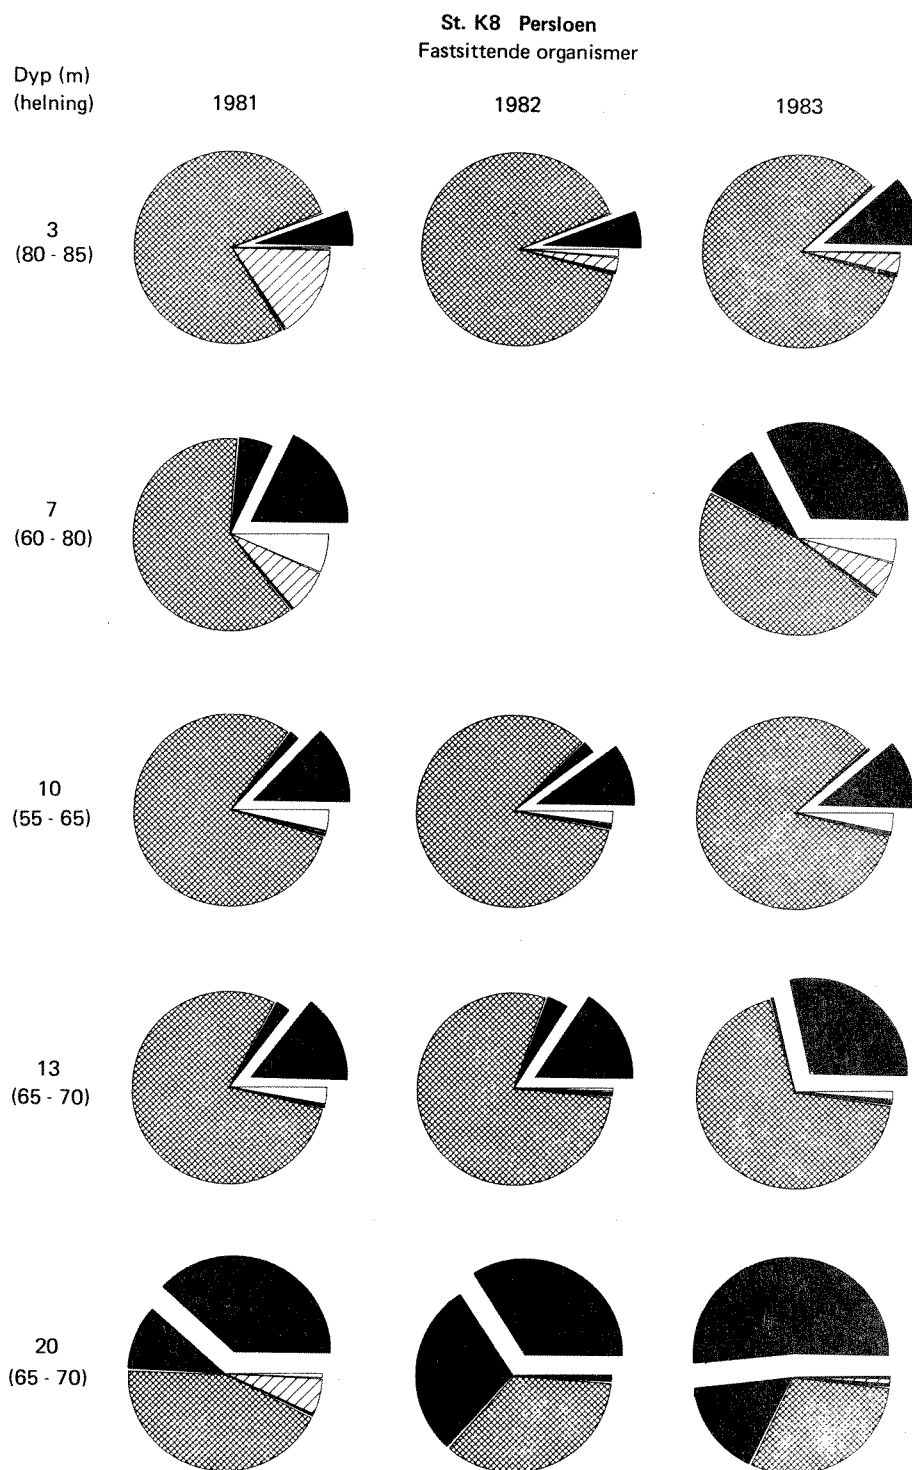 St. K8 Persloen
Fastsittende organismer
Dyp (m)
(helning)
1981
1982
1983
3
(80 - 85)
7
(60 - 80)
10
(55 - 65)
13
(65 - 70)
20
(65 - 70)